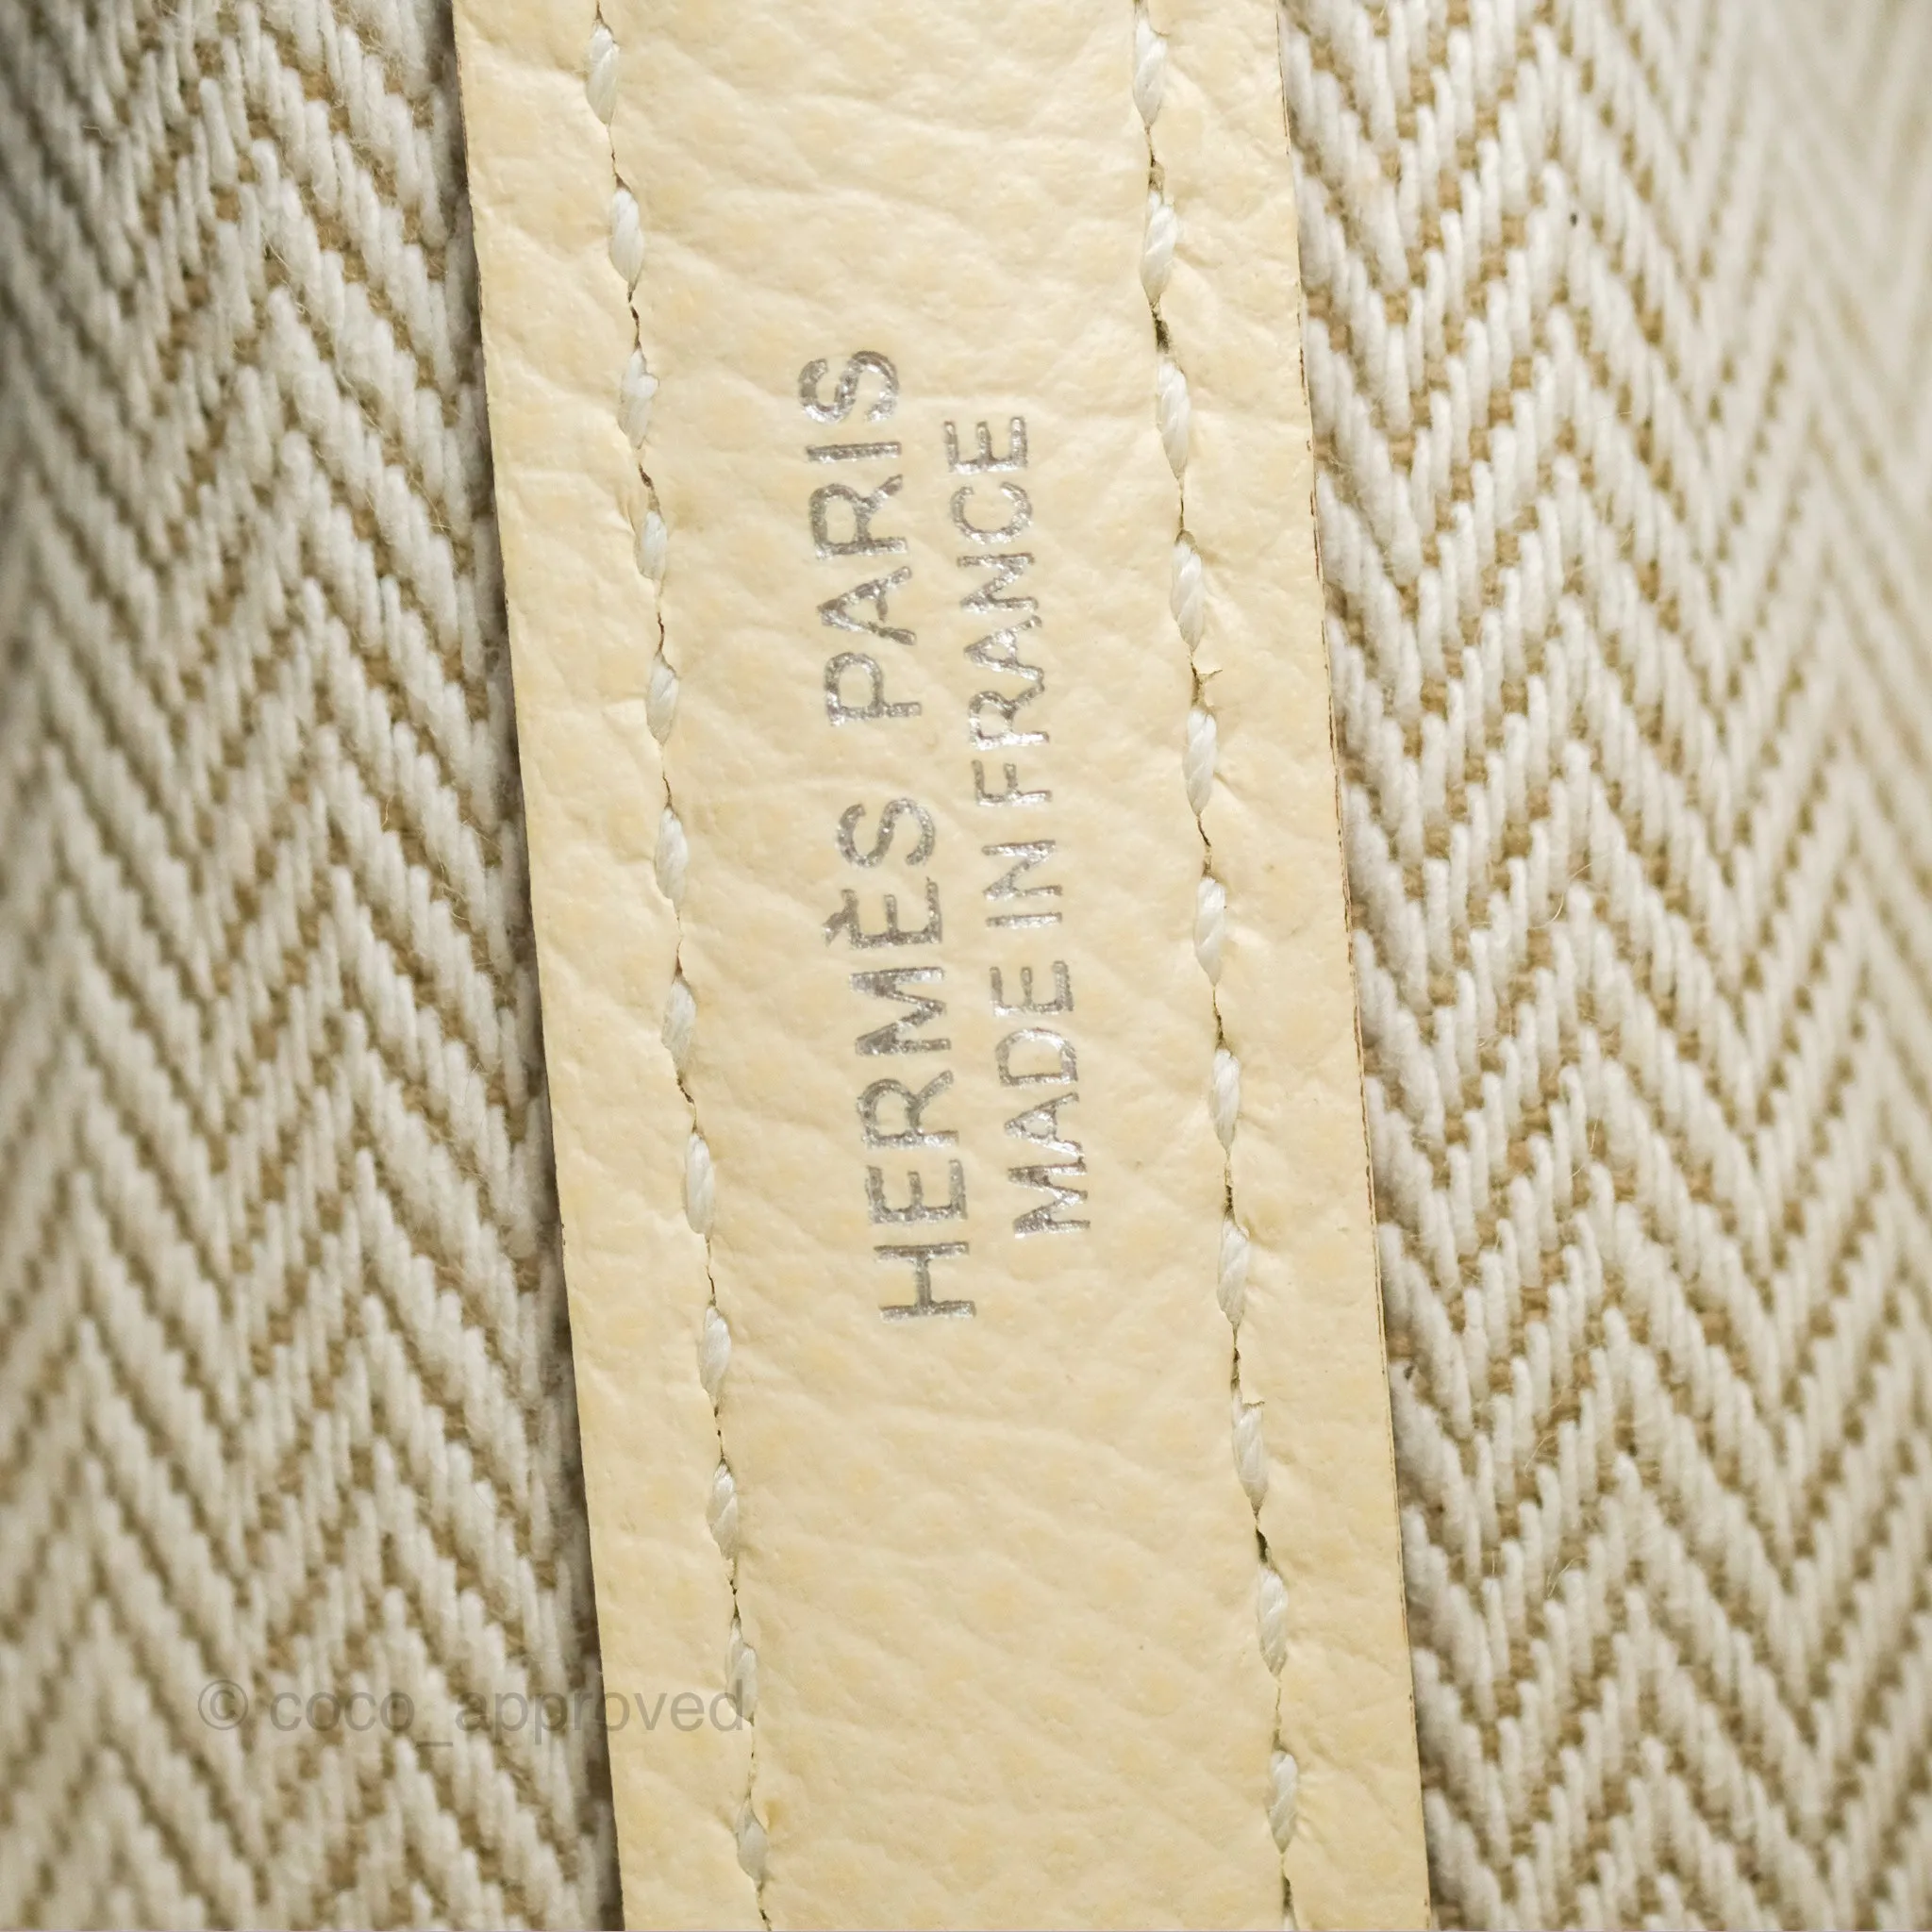 HERMÈS PARIS
MADE IN FRANCE
© coco_approved